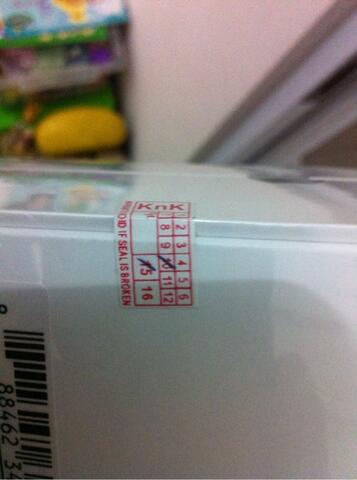 KnK
2 3 4 5 6
8 9 10 11 12
15 16
VOID IF SEAL IS BROKEN
88462 34